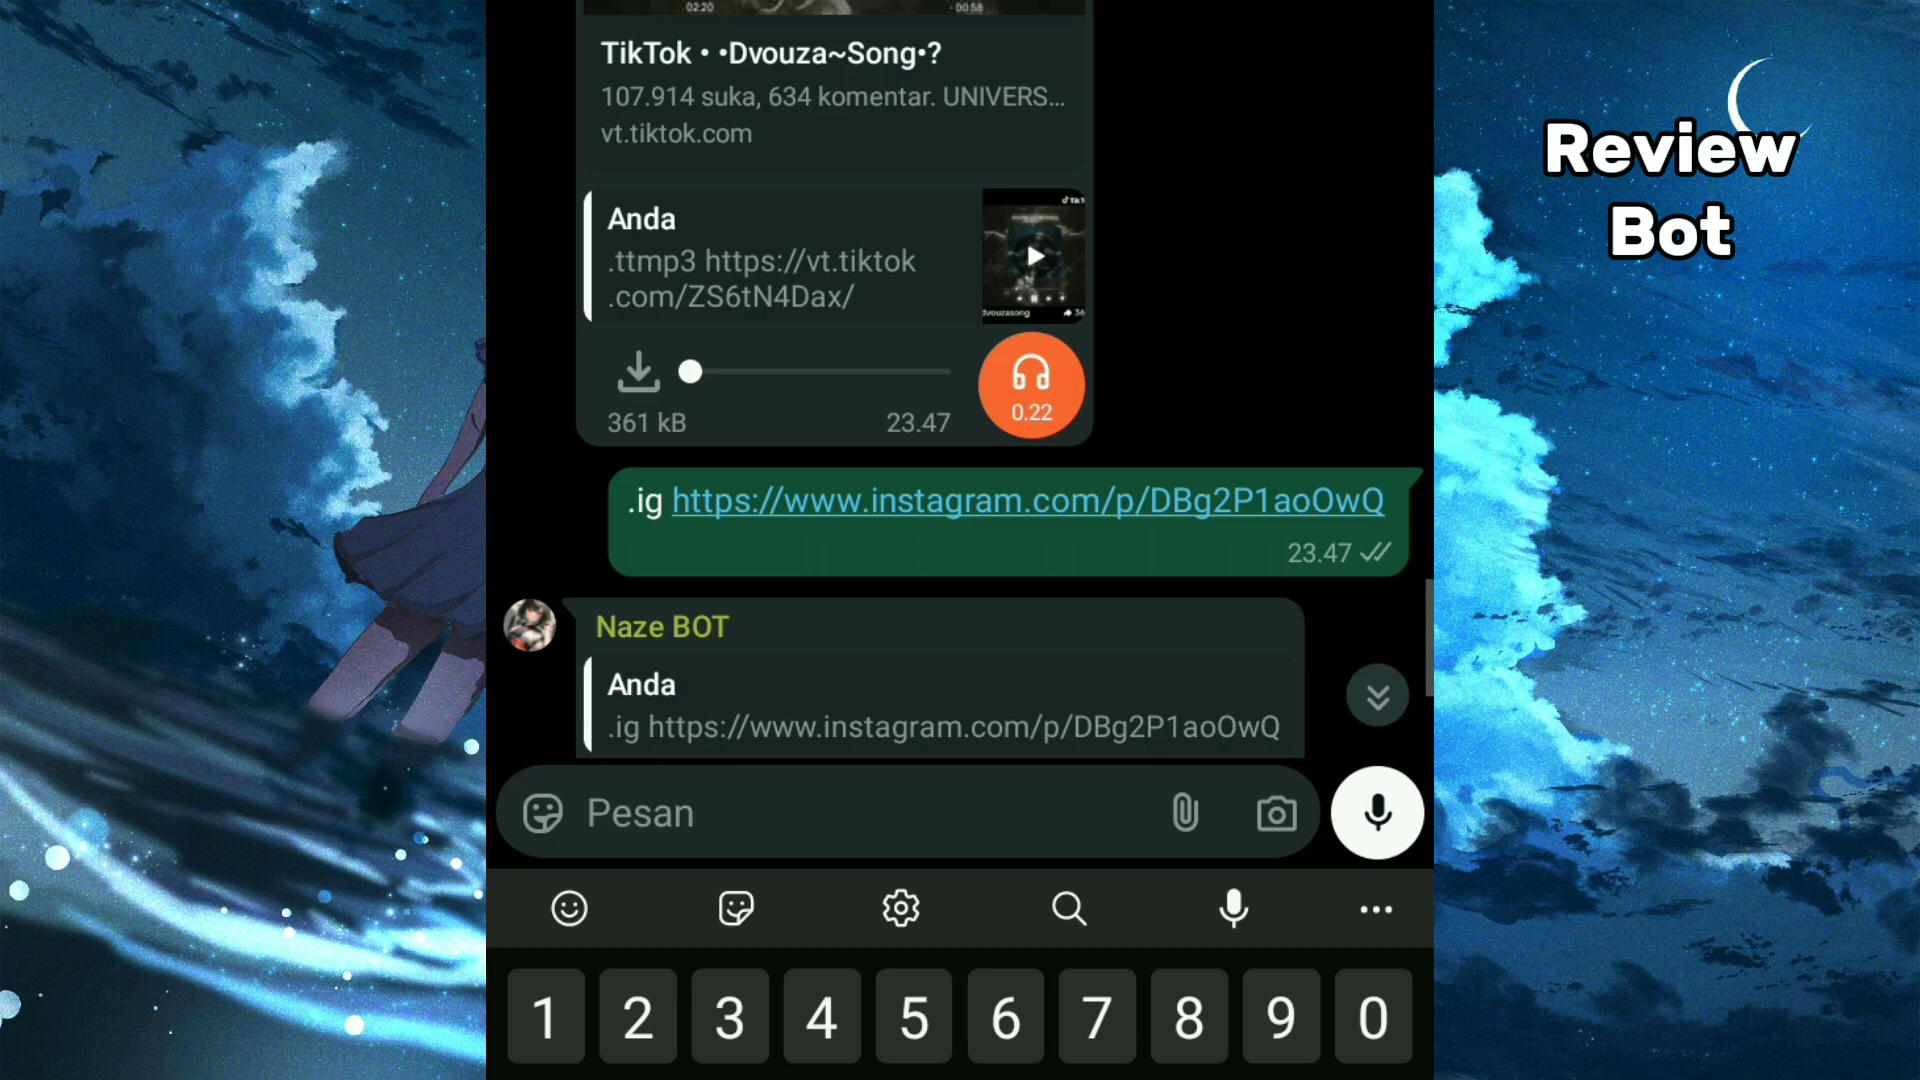 02:20
-00:58
TikTok • •Dvouza~Song•?
107.914 suka, 634 komentar. UNIVERS...
vt.tiktok.com
Anda
.ttmp3 https://vt.tiktok
.com/ZS6tN4Dax/
361 kB
23.47
0.22
.ig https://www.instagram.com/p/DBg2P1aoOwQ
23.47
Naze BOT
Anda
.ig https://www.instagram.com/p/DBg2P1aoOwQ
Pesan
1 2 3 4 5 6 7 8 9 0
Review
Bot